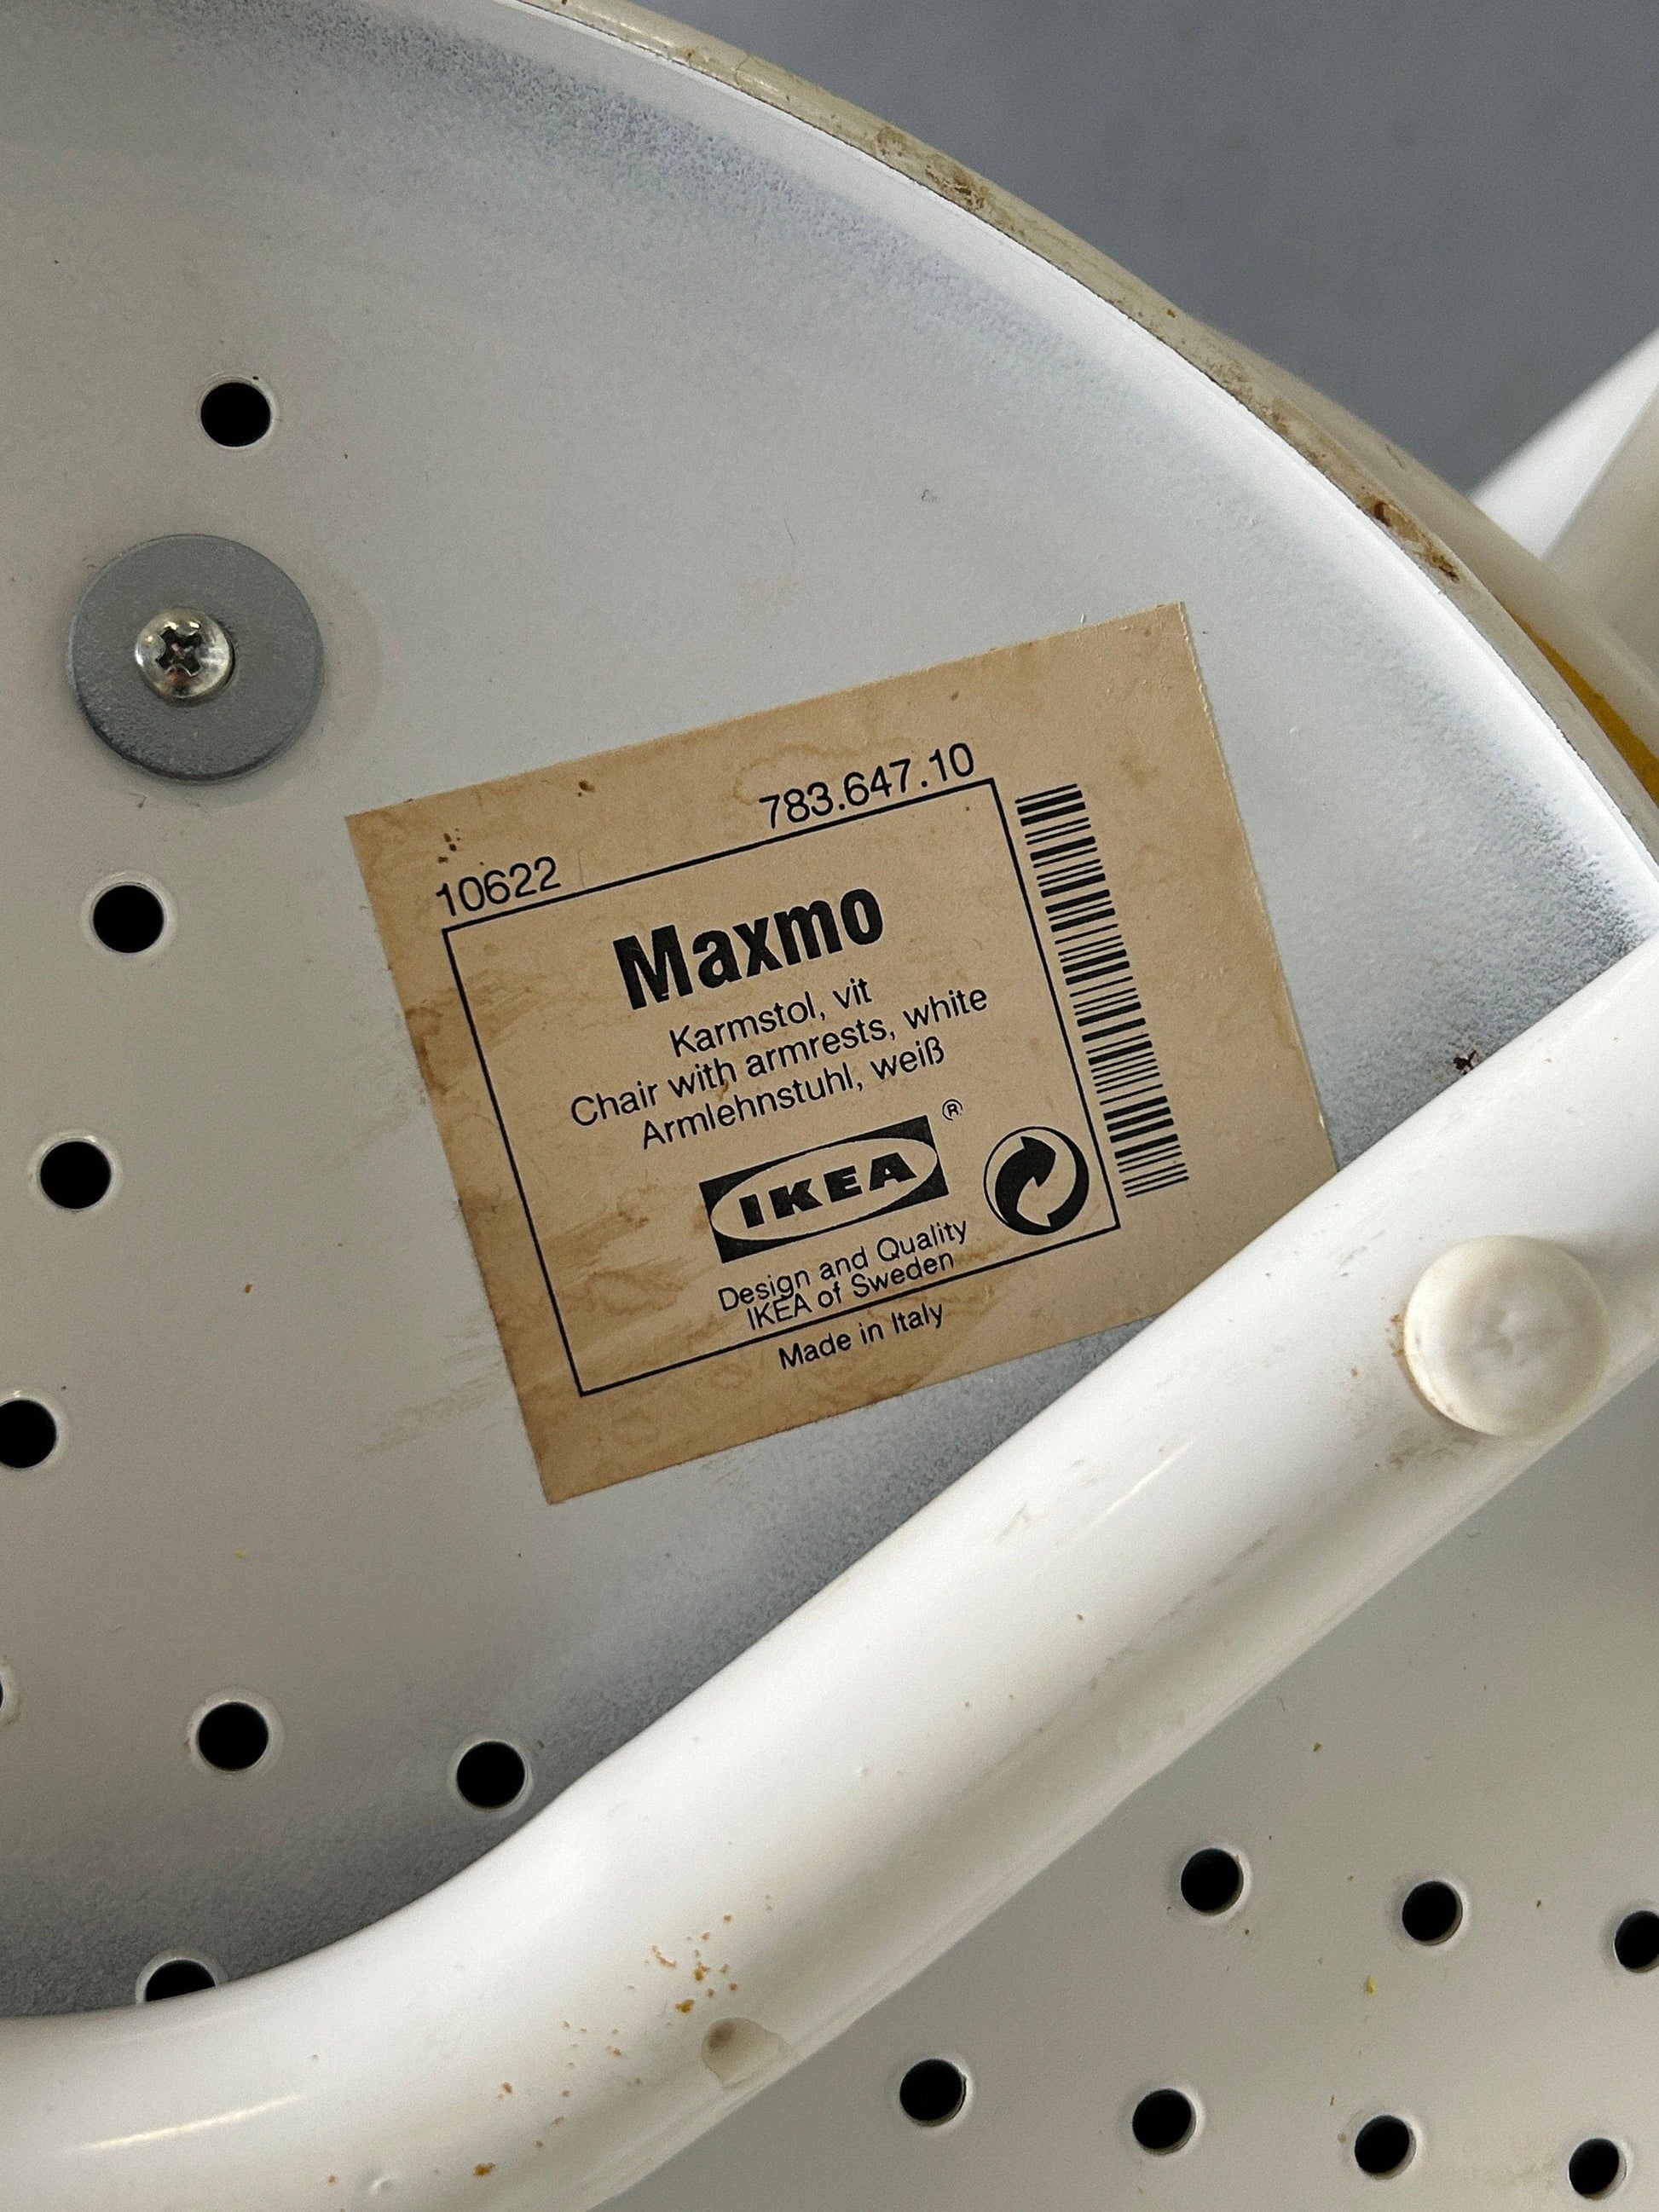 10622 783.647.10
Maxmo
Karmstol, vit
Chair with armrests, white
Armlehnstuhl, weiß
IKEA ®
Design and Quality
IKEA of Sweden
Made in Italy